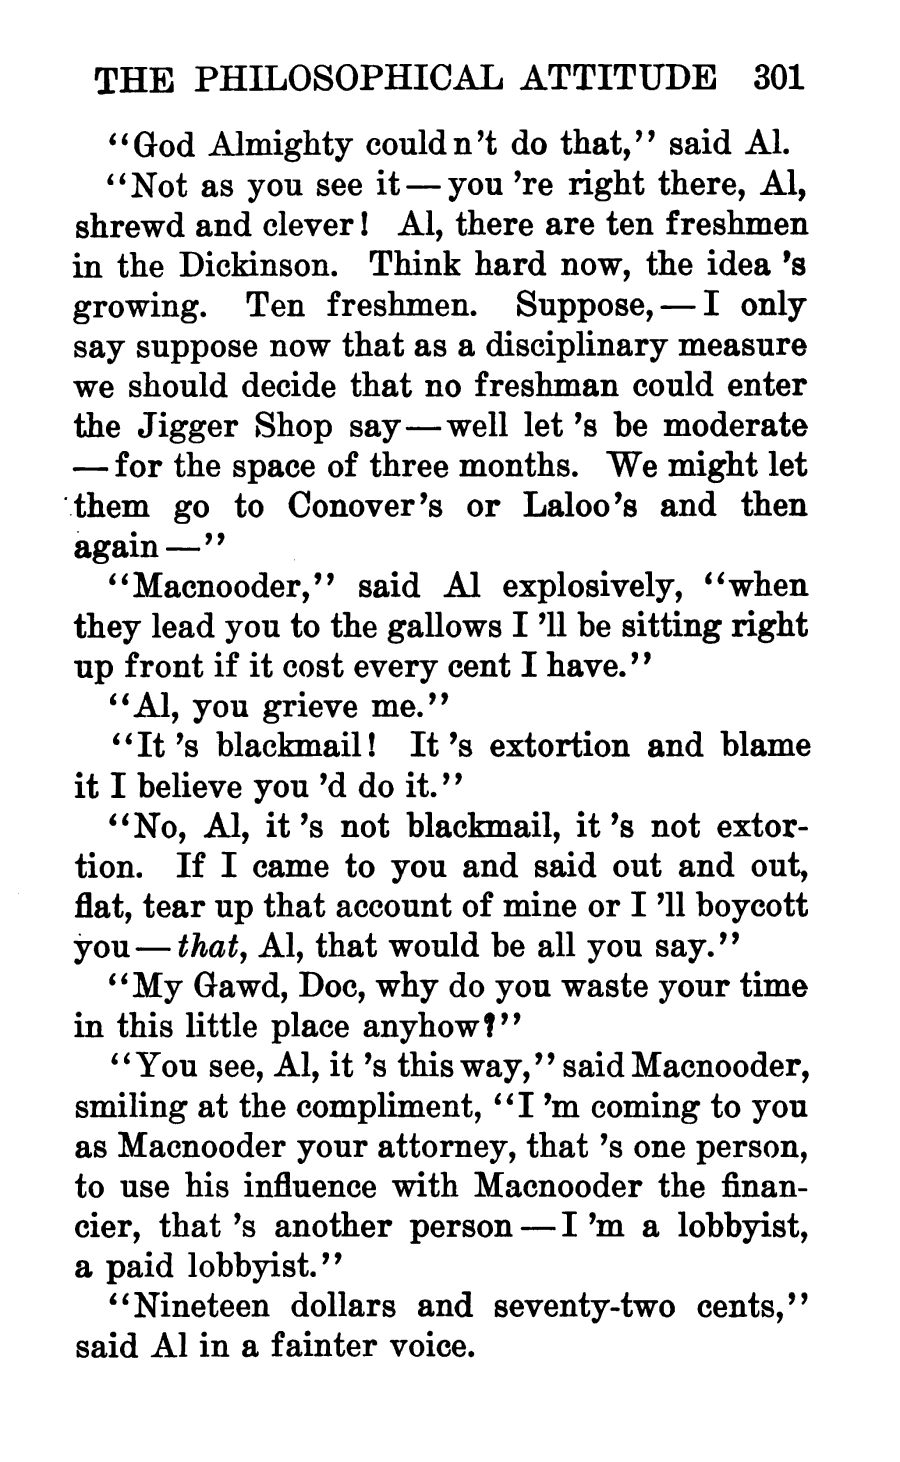 THE PHILOSOPHICAL ATTITUDE 301
"God Almighty couldn't do that," said Al.
"Not as you see it—you 're right there, Al,
shrewd and clever! Al, there are ten freshmen
in the Dickinson. Think hard now, the idea 's
growing. Ten freshmen. Suppose,—I only
say suppose now that as a disciplinary measure
we should decide that no freshman could enter
the Jigger Shop say—well let 's be moderate
—for the space of three months. We might let
them go to Conover's or Laloo's and then
again—"
"Macnooder," said Al explosively, "when
they lead you to the gallows I 'll be sitting right
up front if it cost every cent I have."
"Al, you grieve me."
"It 's blackmail! It 's extortion and blame
it I believe you 'd do it."
"No, Al, it 's not blackmail, it 's not extor-
tion. If I came to you and said out and out,
flat, tear up that account of mine or I 'll boycott
you—that, Al, that would be all you say."
"My Gawd, Doc, why do you waste your time
in this little place anyhow?"
"You see, Al, it 's this way," said Macnooder,
smiling at the compliment, "I 'm coming to you
as Macnooder your attorney, that 's one person,
to use his influence with Macnooder the finan-
cier, that 's another person—I 'm a lobbyist,
a paid lobbyist."
"Nineteen dollars and seventy-two cents,"
said Al in a fainter voice.